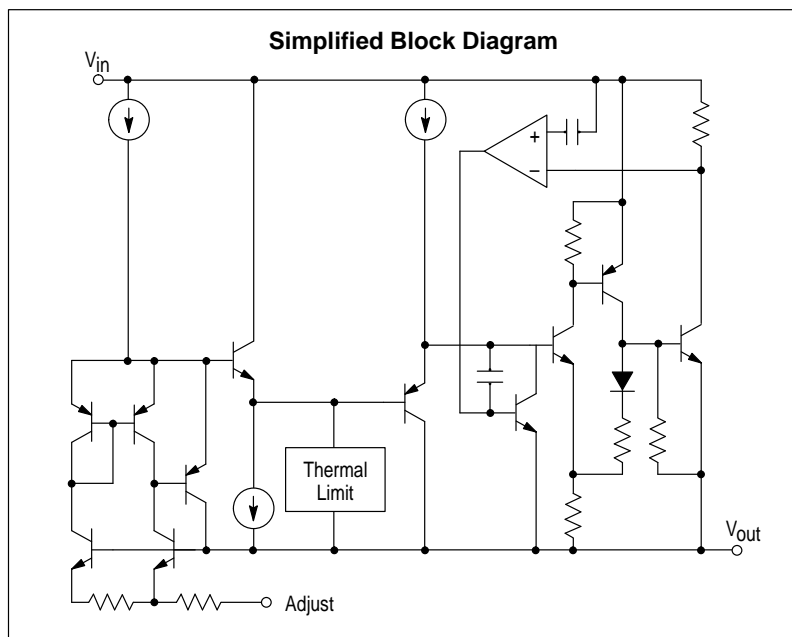 Simplified Block Diagram
Vin
+
−
Thermal
Limit
Vout
Adjust